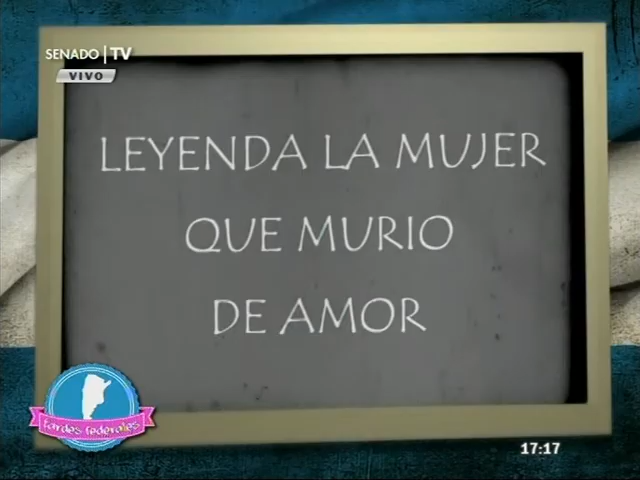 SENADO TV
VIVO
LEYENDA LA MUJER
QUE MURIO
DE AMOR
tardes federales
17:17